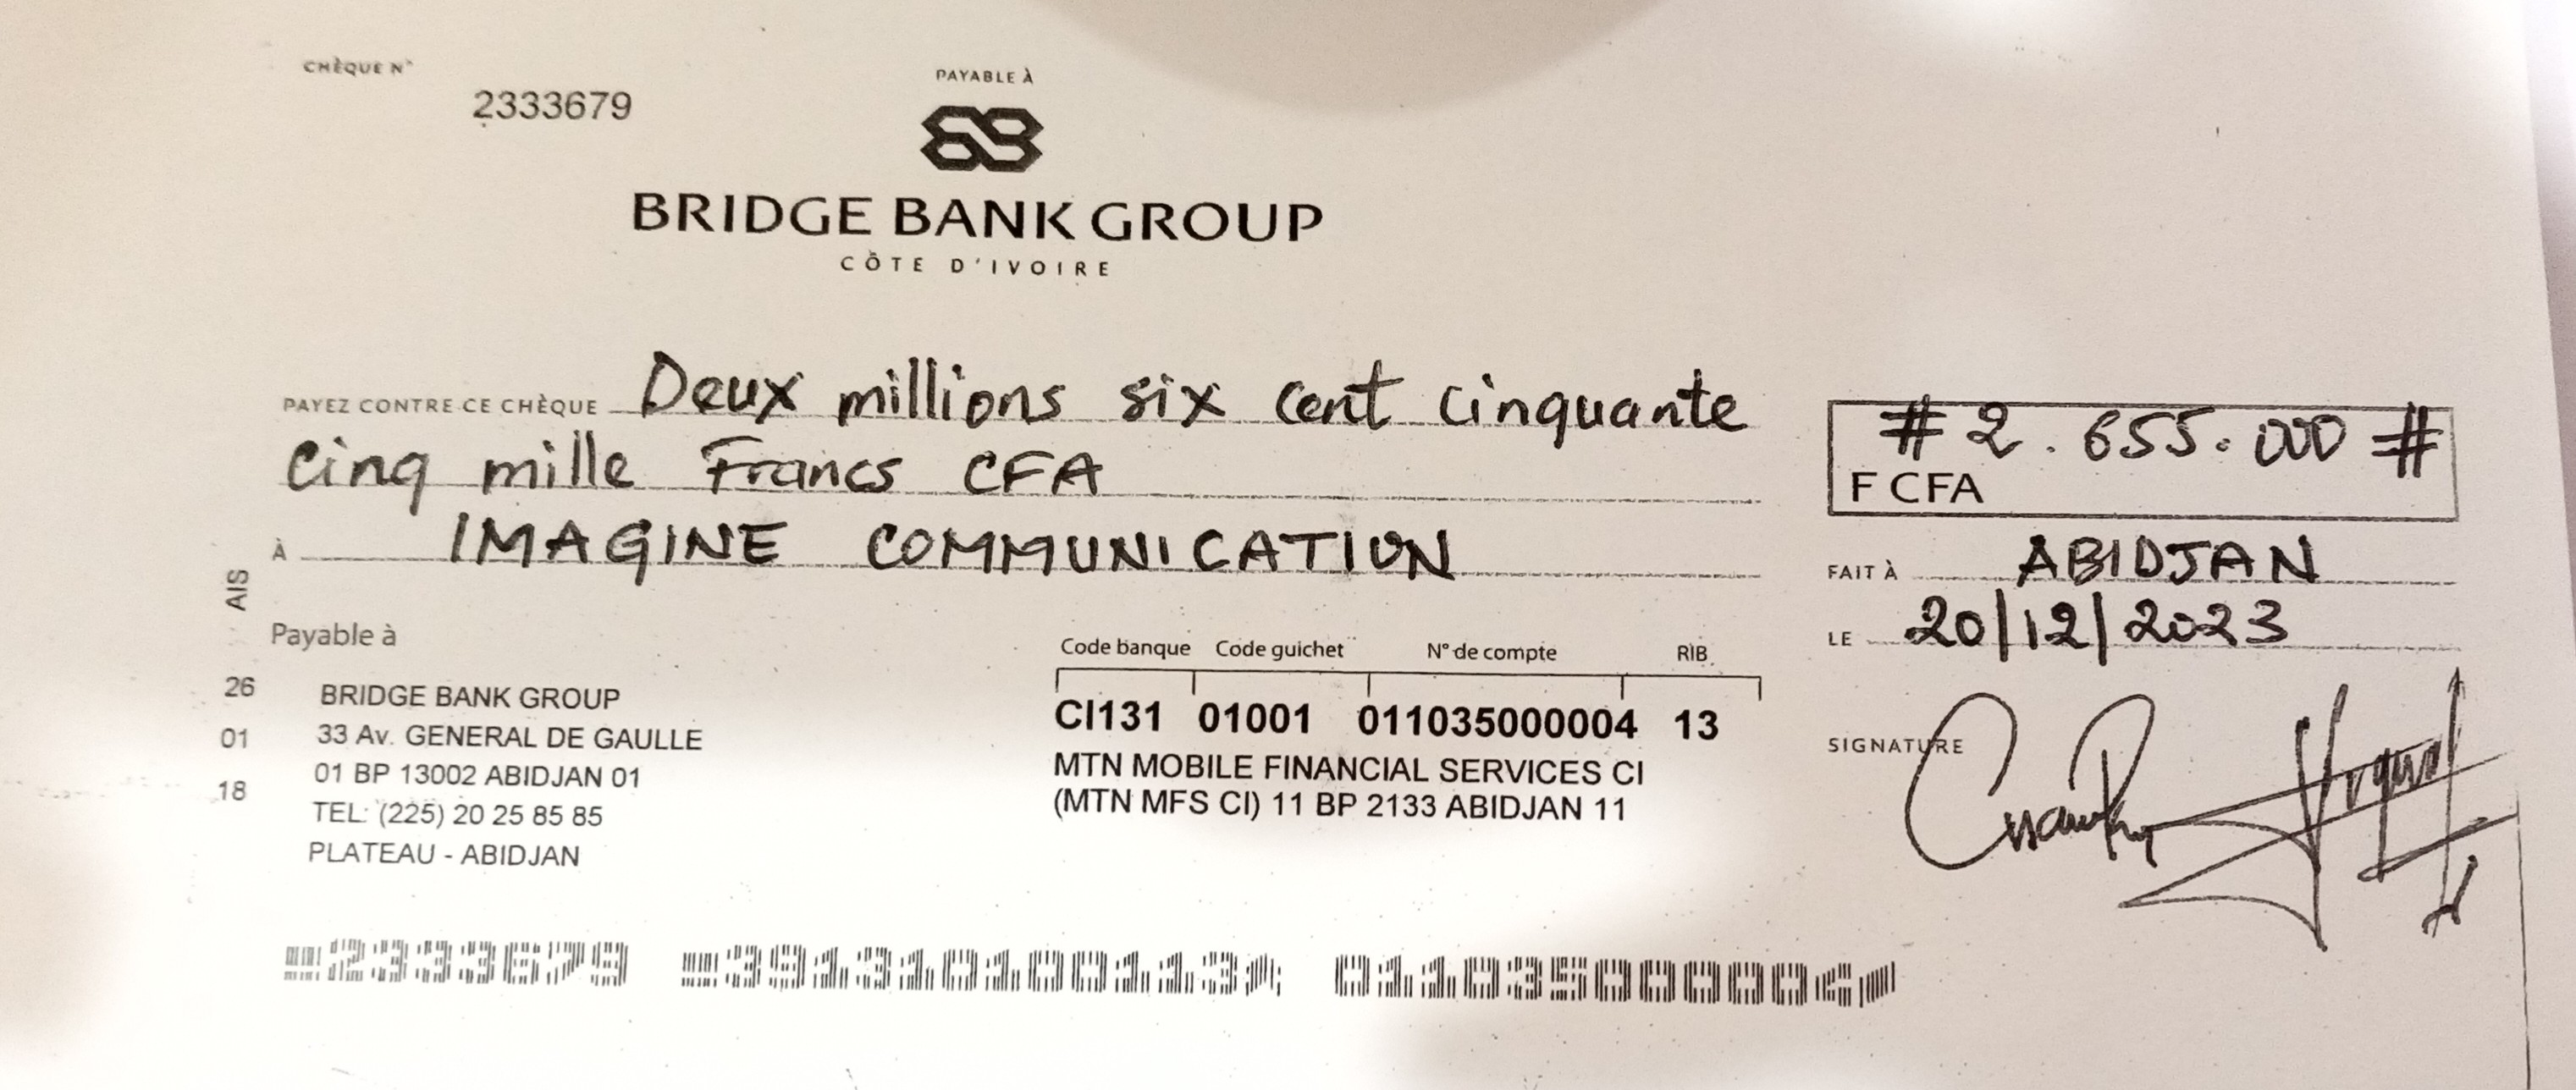 CHÈQUE N°
2333679
PAYABLE À
BRIDGE BANK GROUP
CÔTE D'IVOIRE
PAYEZ CONTRE CE CHÈQUE Deux millions six cent cinquante
cinq mille Francs CFA
# 2.655.000 #
F CFA
À IMAGINE COMMUNICATION
FAIT À ABIDJAN
LE 20/12/2023
SIGNATURE
AIS
26
01
18
Payable à
BRIDGE BANK GROUP
33 Av. GENERAL DE GAULLE
01 BP 13002 ABIDJAN 01
TEL: (225) 20 25 85 85
PLATEAU - ABIDJAN
Code banque Code guichet N° de compte RIB
CI131 01001 011035000004 13
MTN MOBILE FINANCIAL SERVICES CI
(MTN MFS CI) 11 BP 2133 ABIDJAN 11
2333679 391310100113 011035000004